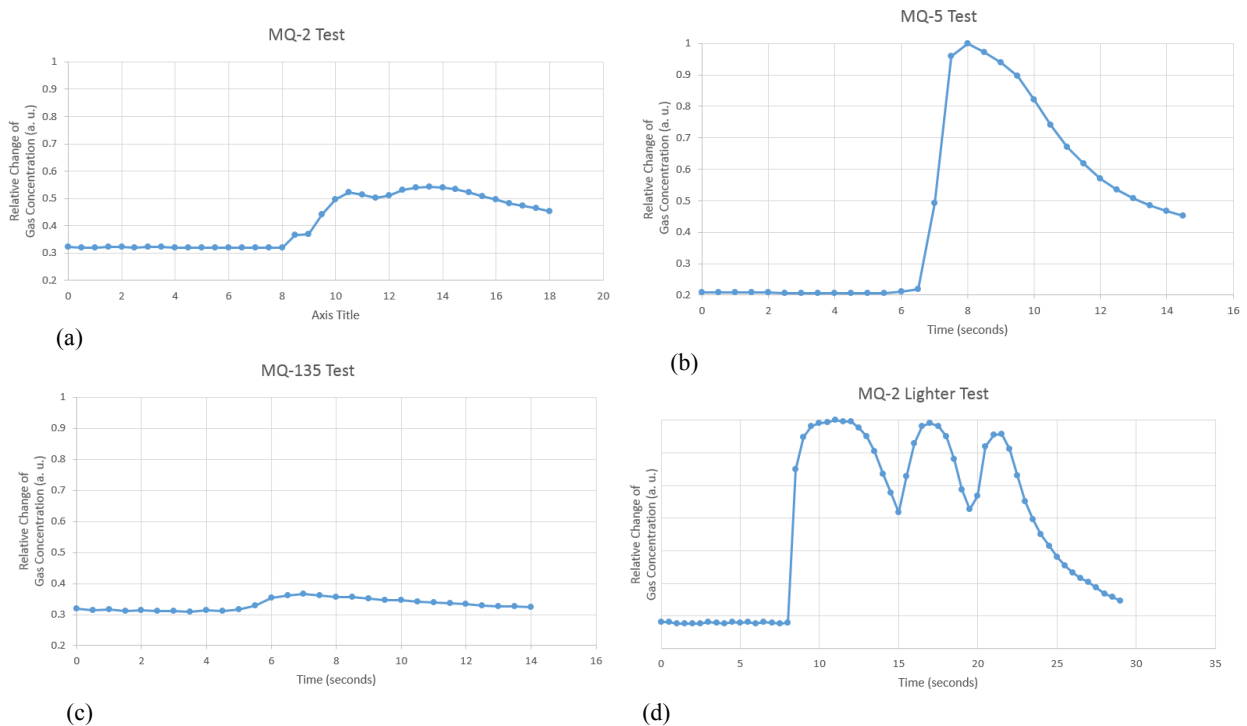 MQ-2 Test
Relative Change of
Gas Concentration (a. u.)
1
0.9
0.8
0.7
0.6
0.5
0.4
0.3
0.2
0 2 4 6 8 10 12 14 16 18 20
Axis Title
(a)
MQ-5 Test
Relative Change of
Gas Concentration (a. u.)
1
0.9
0.8
0.7
0.6
0.5
0.4
0.3
0.2
0 2 4 6 8 10 12 14 16
Time (seconds)
(b)
MQ-135 Test
Relative Change of
Gas Concentration (a. u.)
1
0.9
0.8
0.7
0.6
0.5
0.4
0.3
0.2
0 2 4 6 8 10 12 14 16
Time (seconds)
(c)
MQ-2 Lighter Test
Relative Change of
Gas Concentration (a. u.)
0 5 10 15 20 25 30 35
Time (seconds)
(d)